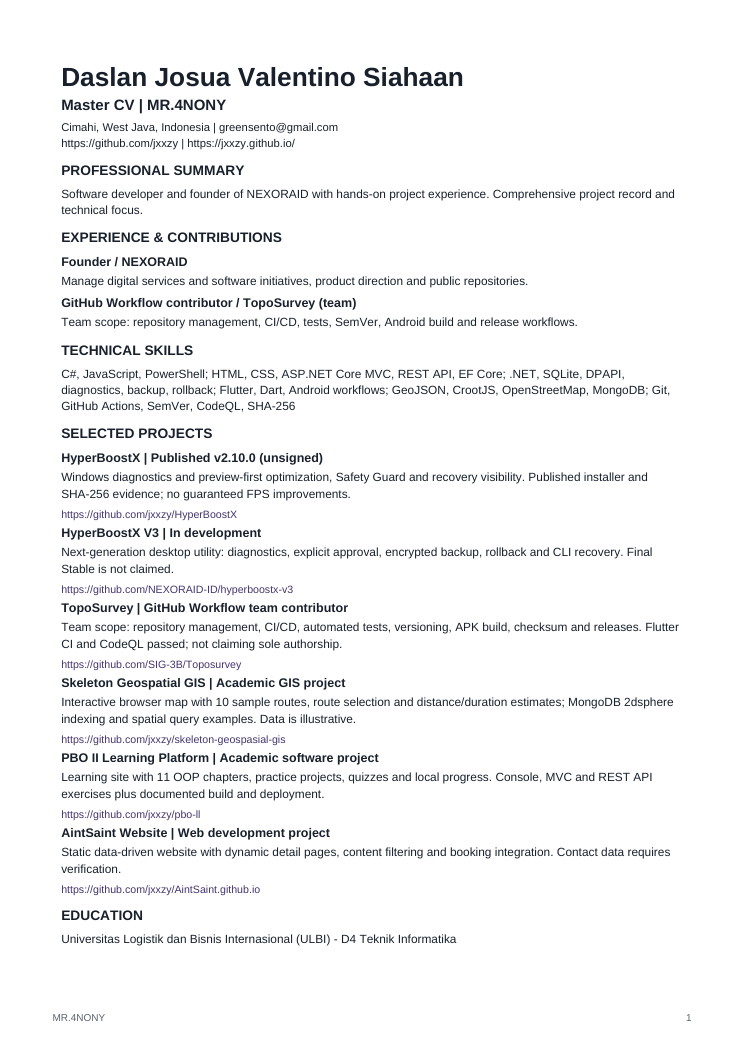 Daslan Josua Valentino Siahaan
Master CV | MR.4NONY
Cimahi, West Java, Indonesia | greensento@gmail.com
https://github.com/jxxzy | https://jxxzy.github.io/
PROFESSIONAL SUMMARY
Software developer and founder of NEXORAID with hands-on project experience. Comprehensive project record and
technical focus.
EXPERIENCE & CONTRIBUTIONS
Founder / NEXORAID
Manage digital services and software initiatives, product direction and public repositories.
GitHub Workflow contributor / TopoSurvey (team)
Team scope: repository management, CI/CD, tests, SemVer, Android build and release workflows.
TECHNICAL SKILLS
C#, JavaScript, PowerShell; HTML, CSS, ASP.NET Core MVC, REST API, EF Core; .NET, SQLite, DPAPI,
diagnostics, backup, rollback; Flutter, Dart, Android workflows; GeoJSON, CrootJS, OpenStreetMap, MongoDB; Git,
GitHub Actions, SemVer, CodeQL, SHA-256
SELECTED PROJECTS
HyperBoostX | Published v2.10.0 (unsigned)
Windows diagnostics and preview-first optimization, Safety Guard and recovery visibility. Published installer and
SHA-256 evidence; no guaranteed FPS improvements.
https://github.com/jxxzy/HyperBoostX
HyperBoostX V3 | In development
Next-generation desktop utility: diagnostics, explicit approval, encrypted backup, rollback and CLI recovery. Final
Stable is not claimed.
https://github.com/NEXORAID-ID/hyperboostx-v3
TopoSurvey | GitHub Workflow team contributor
Team scope: repository management, CI/CD, automated tests, versioning, APK build, checksum and releases. Flutter
CI and CodeQL passed; not claiming sole authorship.
https://github.com/SIG-3B/Toposurvey
Skeleton Geospatial GIS | Academic GIS project
Interactive browser map with 10 sample routes, route selection and distance/duration estimates; MongoDB 2dsphere
indexing and spatial query examples. Data is illustrative.
https://github.com/jxxzy/skeleton-geospasial-gis
PBO II Learning Platform | Academic software project
Learning site with 11 OOP chapters, practice projects, quizzes and local progress. Console, MVC and REST API
exercises plus documented build and deployment.
https://github.com/jxxzy/pbo-ll
AintSaint Website | Web development project
Static data-driven website with dynamic detail pages, content filtering and booking integration. Contact data requires
verification.
https://github.com/jxxzy/AintSaint.github.io
EDUCATION
Universitas Logistik dan Bisnis Internasional (ULBI) - D4 Teknik Informatika
MR.4NONY
1